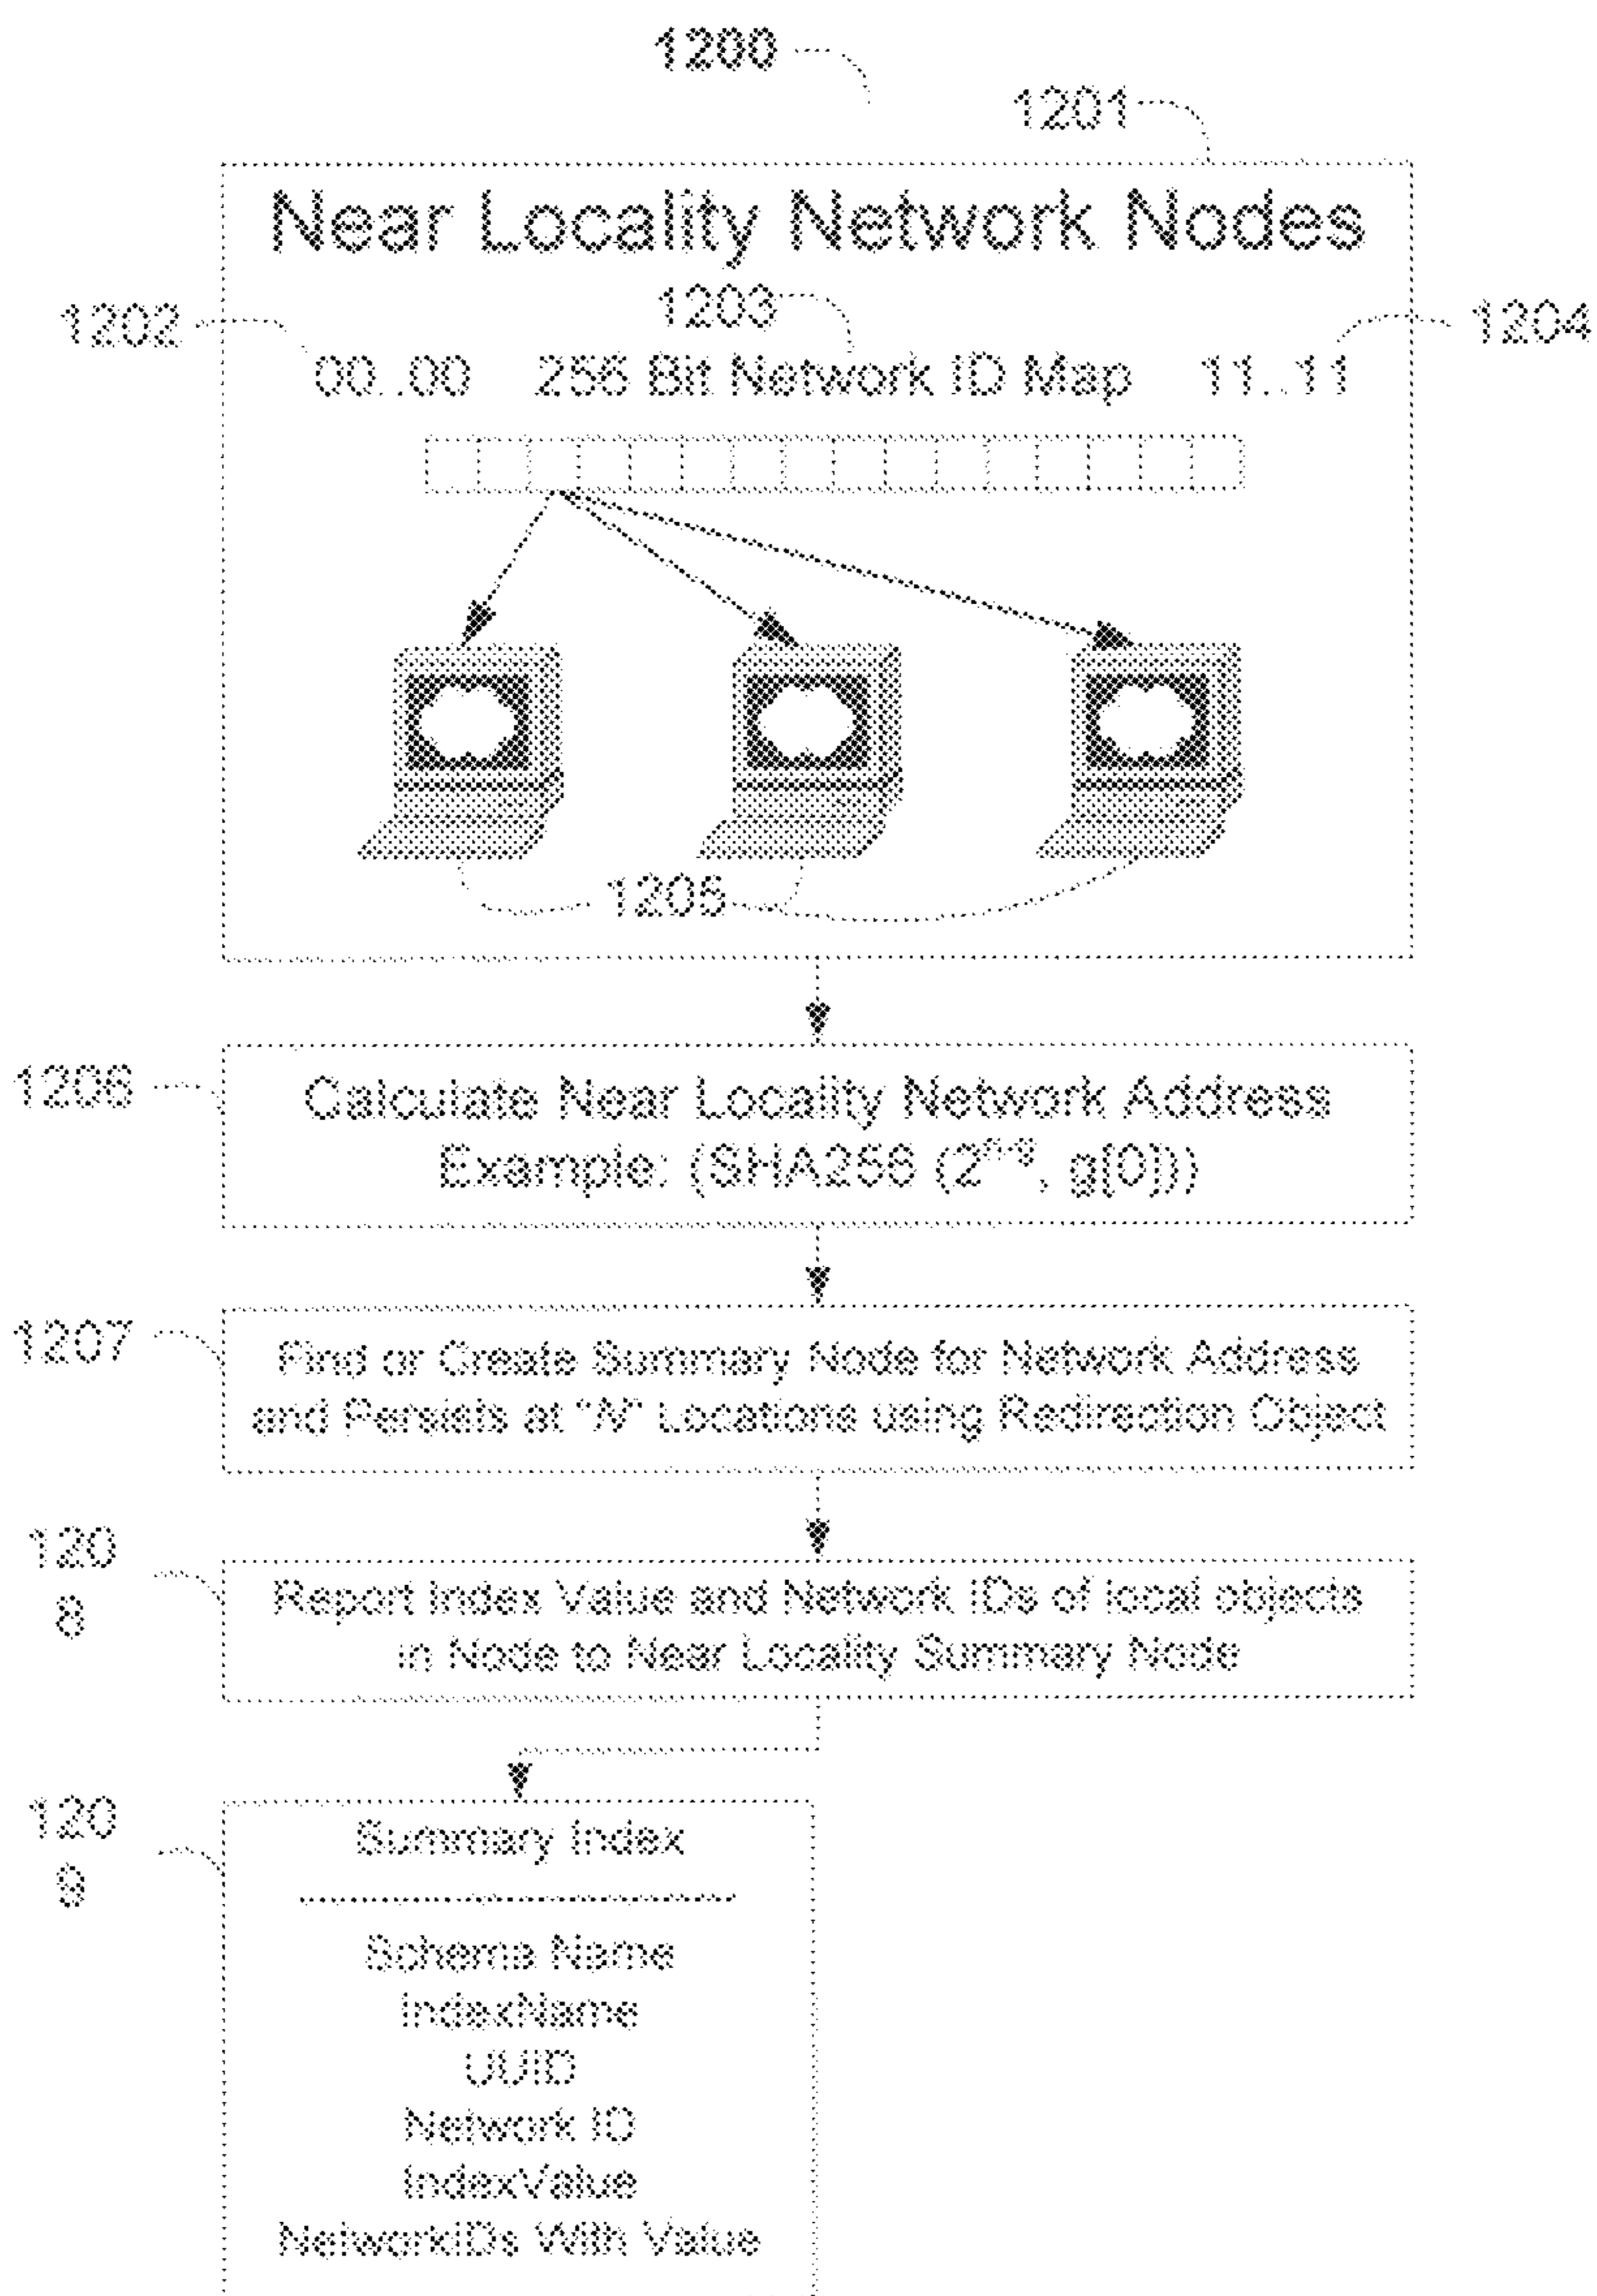 1200
1201
Near Locality Network Nodes
1202
1203
1204
00..00 256 Bit Network ID Map 11..11
1205
1206
Calculate Near Locality Network Address
Example: (SHA256 (2ⁿ⁻ᵍ, g[0]))
1207
Find or Create Summary Node for Network Address
and Persists at "N" Locations using Redirection Object
120
8
Report Index Value and Network IDs of local objects
in Node to Near Locality Summary Node
120
9
Summary Index
Schema Name
IndexName
UUID
Network ID
IndexValue
NetworkIDs With Value